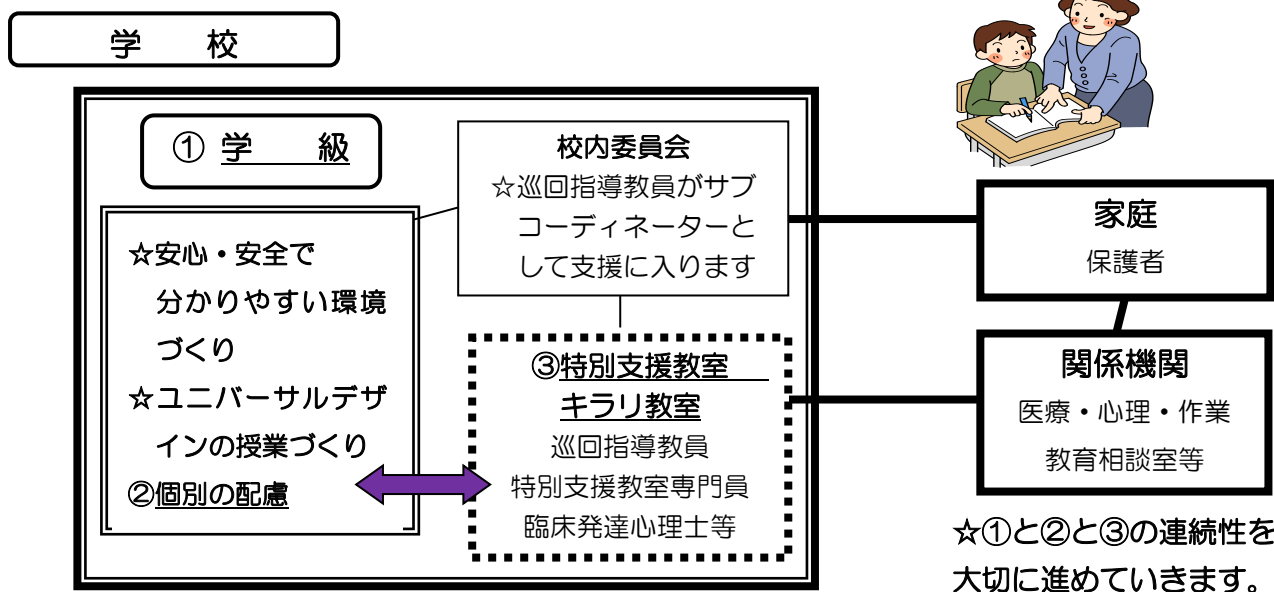 学　校
① 学　級
☆安心・安全で
分かりやすい環境
づくり
☆ユニバーサルデザ
インの授業づくり
②個別の配慮
校内委員会
☆巡回指導教員がサブ
コーディネーターと
して支援に入ります
③特別支援教室
キラリ教室
巡回指導教員
特別支援教室専門員
臨床発達心理士等
家庭
保護者
関係機関
医療・心理・作業
教育相談室等
☆①と②と③の連続性を
大切に進めていきます。